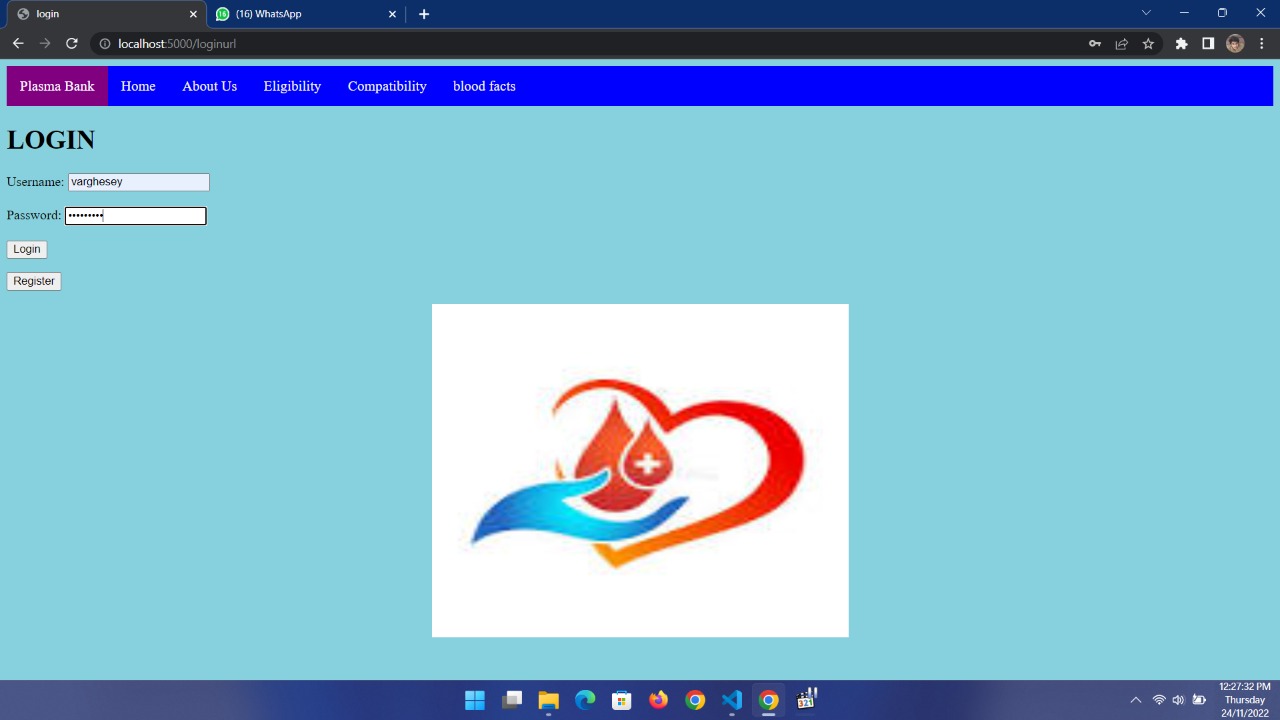 login
(16) WhatsApp
localhost:5000/loginurl
Plasma Bank Home About Us Eligibility Compatibility blood facts
LOGIN
Username: varghesey
Password: •••••••••
Login
Register
12:27:32 PM
Thursday
24/11/2022